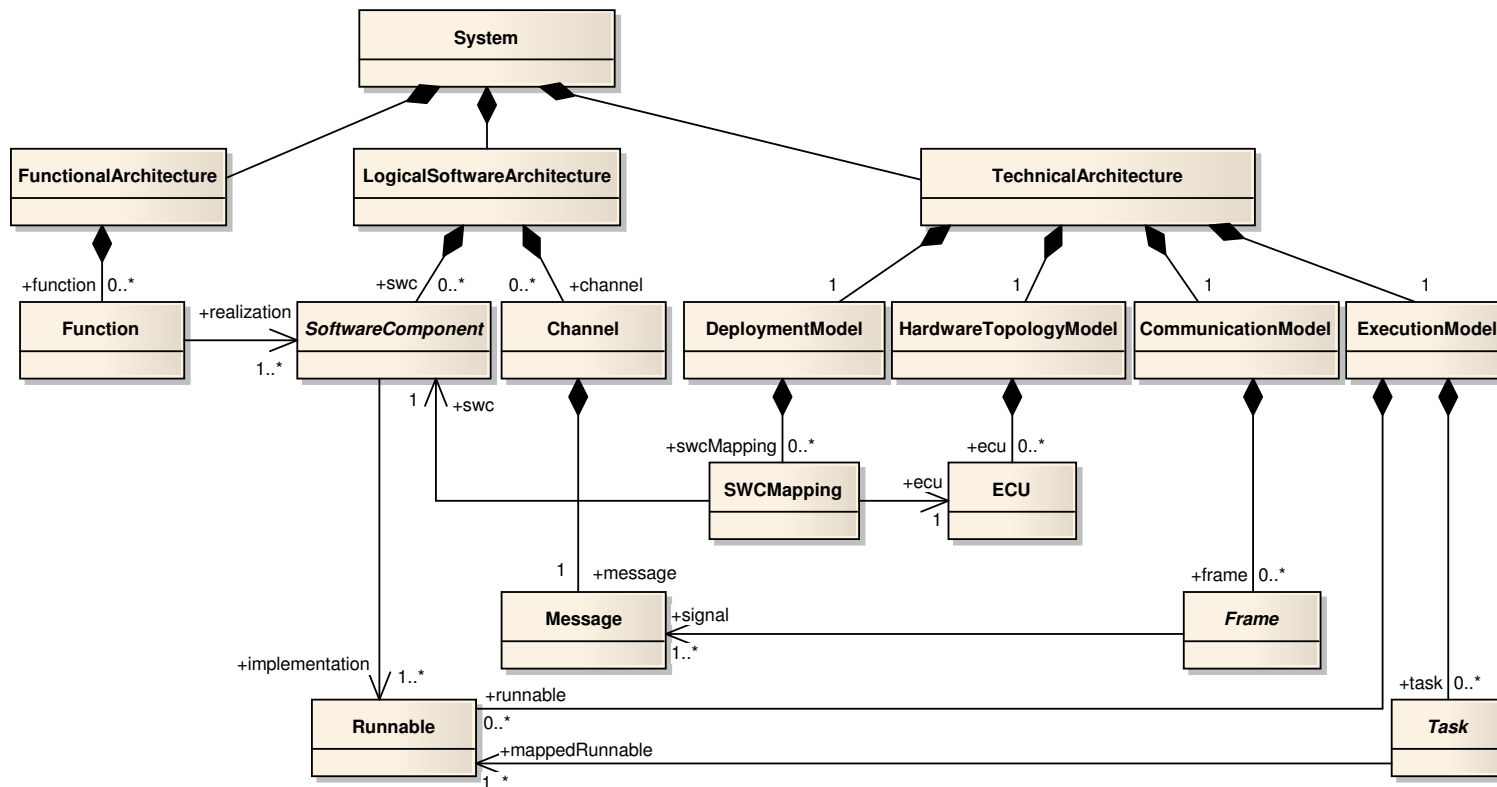 System
FunctionalArchitecture
LogicalSoftwareArchitecture
TechnicalArchitecture
+function 0..*
+swc 0..*
0..* +channel
1
1
1
1
Function
+realization
1..*
SoftwareComponent
Channel
DeploymentModel
HardwareTopologyModel
CommunicationModel
ExecutionModel
1 +swc
+swcMapping 0..*
+ecu 0..*
SWCMapping
+ecu
1
ECU
1 +message
+frame 0..*
Message
+signal
1..*
Frame
+implementation 1..*
+task 0..*
Runnable
+runnable
0..*
+mappedRunnable
1..*
Task